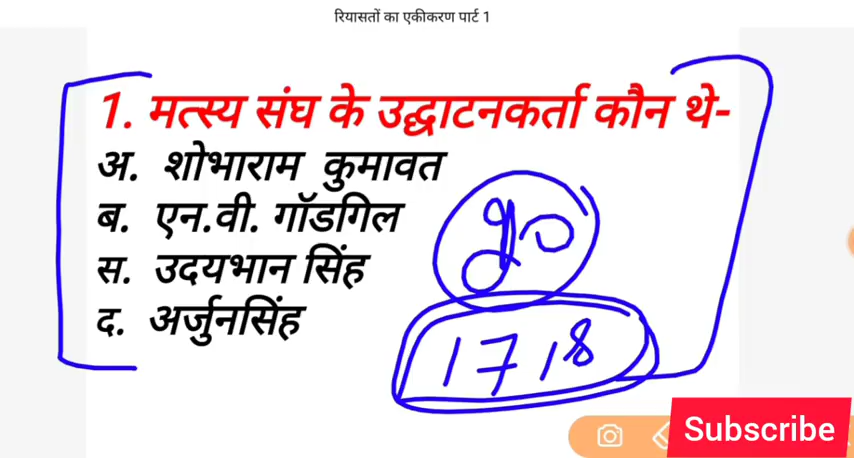 रियासतों का एकीकरण पार्ट 1
1. मत्स्य संघ के उद्घाटनकर्ता कौन थे-
अ. शोभाराम कुमावत
ब. एन.वी. गॉडगिल
स. उदयभान सिंह
द. अर्जुनसिंह
1718
Subscribe